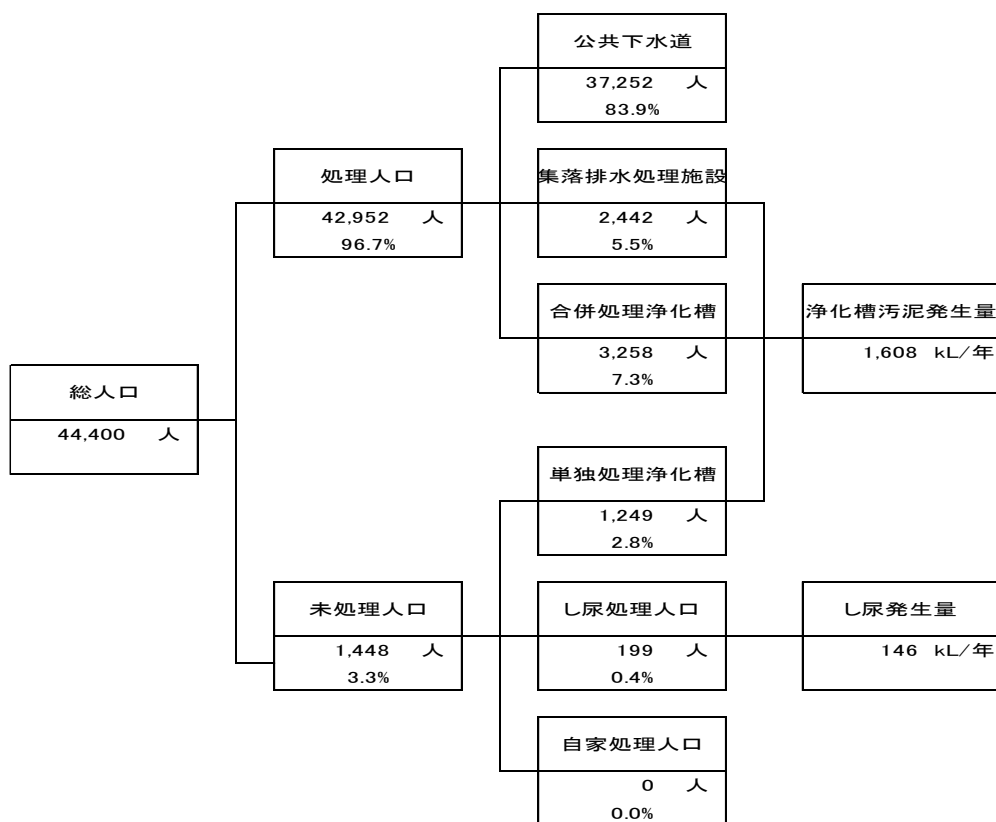 公共下水道
37,252 人
83.9%
処理人口
42,952 人
96.7%
集落排水処理施設
2,442 人
5.5%
合併処理浄化槽
3,258 人
7.3%
浄化槽汚泥発生量
1,608 kL/年
総人口
44,400 人
単独処理浄化槽
1,249 人
2.8%
未処理人口
1,448 人
3.3%
し尿処理人口
199 人
0.4%
し尿発生量
146 kL/年
自家処理人口
0 人
0.0%